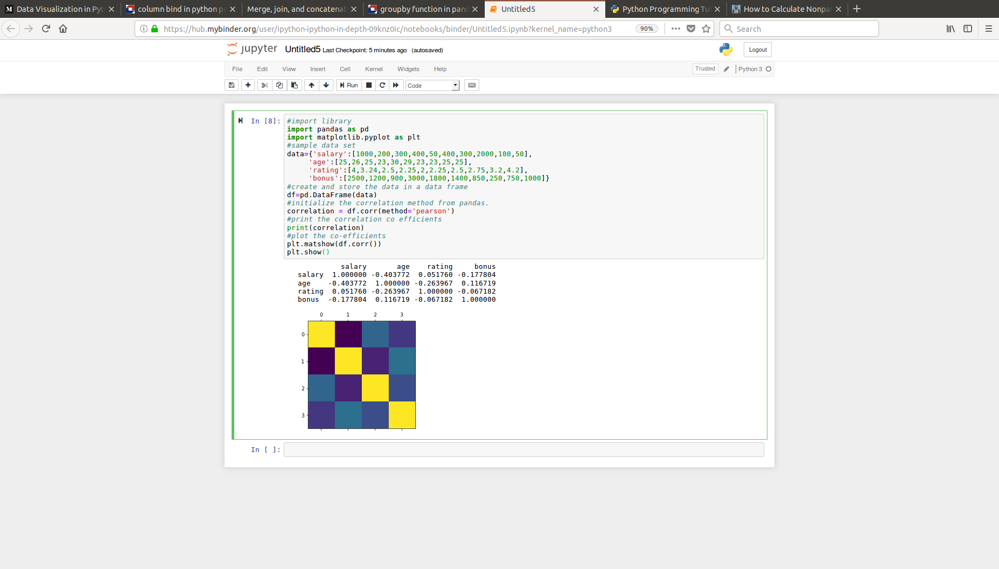 Data Visualization in Pyt
column bind in python pa
Merge, join, and concatenat
groupby function in pand
Untitled5
Python Programming Tut
How to Calculate Nonpa
https://hub.mybinder.org/user/ipython-ipython-in-depth-09knz0ic/notebooks/binder/Untitled5.ipynb?kernel_name=python3
90%
Search
jupyter Untitled5 Last Checkpoint: 5 minutes ago (autosaved)
Logout
File Edit View Insert Cell Kernel Widgets Help
Trusted Python 3
Run Code
In [8]:
#import library
import pandas as pd
import matplotlib.pyplot as plt
#sample data set
data={'salary':[1000,200,300,400,50,400,300,2000,100,50],
'age':[25,26,25,23,30,29,23,23,25,25],
'rating':[4,3.24,2.5,2.25,2,2.25,2.5,2.75,3.2,4.2],
'bonus':[2500,1200,900,3000,1800,1400,850,250,750,1000]}
#create and store the data in a data frame
df=pd.DataFrame(data)
#initialize the correlation method from pandas.
correlation = df.corr(method='pearson')
#print the correlation co efficients
print(correlation)
#plot the co-efficients
plt.matshow(df.corr())
plt.show()
salary age rating bonus
salary 1.000000 -0.403772 0.051760 -0.177804
age -0.403772 1.000000 -0.263967 0.116719
rating 0.051760 -0.263967 1.000000 -0.067182
bonus -0.177804 0.116719 -0.067182 1.000000
0 1 2 3
0
1
2
3
In [ ]: